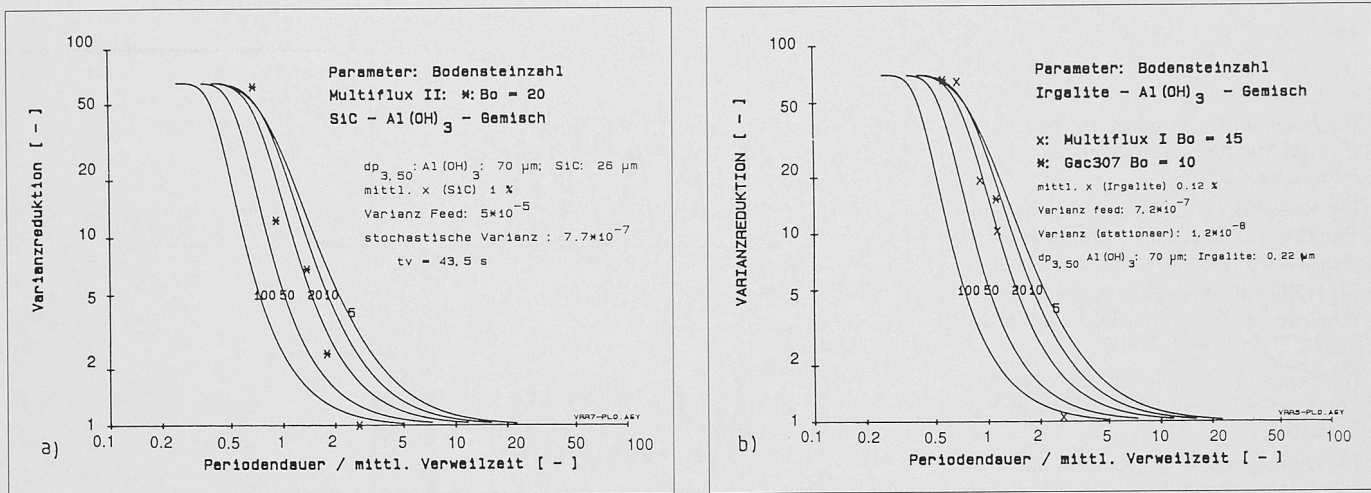 100
50
20
10
5
2
1
Varianzreduktion [ - ]
Parameter: Bodensteinzahl
Multiflux II: *: Bo = 20
SiC - Al(OH)3 - Gemisch
dp3,50: Al(OH)3: 70 µm; SiC: 26 µm
mittl. x (SiC) 1 %
Varianz Feed: 5*10-5
stochastische Varianz : 7.7*10-7
tv = 43,5 s
100 50 20 10 5
VAR7-PLO.ASY
0.1 0.2 0.5 1 2 5 10 20 50 100
a)
Periodendauer / mittl. Verweilzeit [ - ]
100
50
20
10
5
2
1
VARIANZREDUKTION [ - ]
Parameter: Bodensteinzahl
Irgalite - Al(OH)3 - Gemisch
x: Multiflux I Bo = 15
*: Gac307 Bo = 10
mittl. x (Irgalite) 0.12 %
Varianz feed: 7,2*10-7
Varianz (stationaer): 1,2*10-8
dp3,50 Al(OH)3: 70 µm; Irgalite: 0,22 µm
100 50 20 10 5
VAR5-PLO.ASY
0.1 0.2 0.5 1 2 5 10 20 50 100
b)
Periodendauer / mittl. Verweilzeit [ - ]